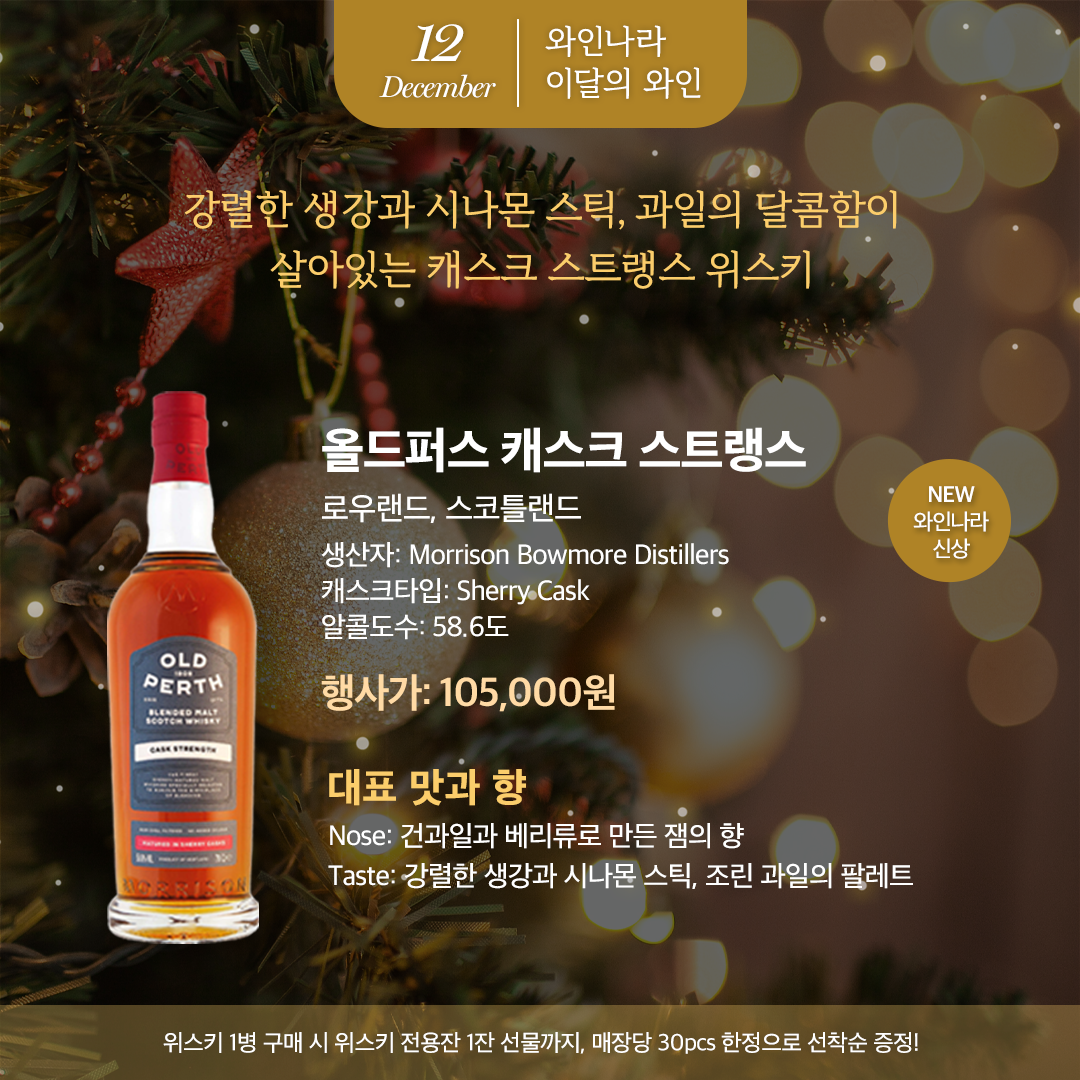 12
December
와인나라
이달의 와인
강렬한 생강과 시나몬 스틱, 과일의 달콤함이
살아있는 캐스크 스트랭스 위스키
올드퍼스 캐스크 스트랭스
로우랜드, 스코틀랜드
생산자: Morrison Bowmore Distillers
캐스크타입: Sherry Cask
알콜도수: 58.6도
행사가: 105,000원
NEW
와인나라
신상
대표 맛과 향
Nose: 건과일과 베리류로 만든 잼의 향
Taste: 강렬한 생강과 시나몬 스틱, 조린 과일의 팔레트
OLD
PERTH
BLENDED MALT
SCOTCH WHISKY
CASK STRENGTH
MATURED IN SHERRY CASKS
위스키 1병 구매 시 위스키 전용잔 1잔 선물까지, 매장당 30pcs 한정으로 선착순 증정!